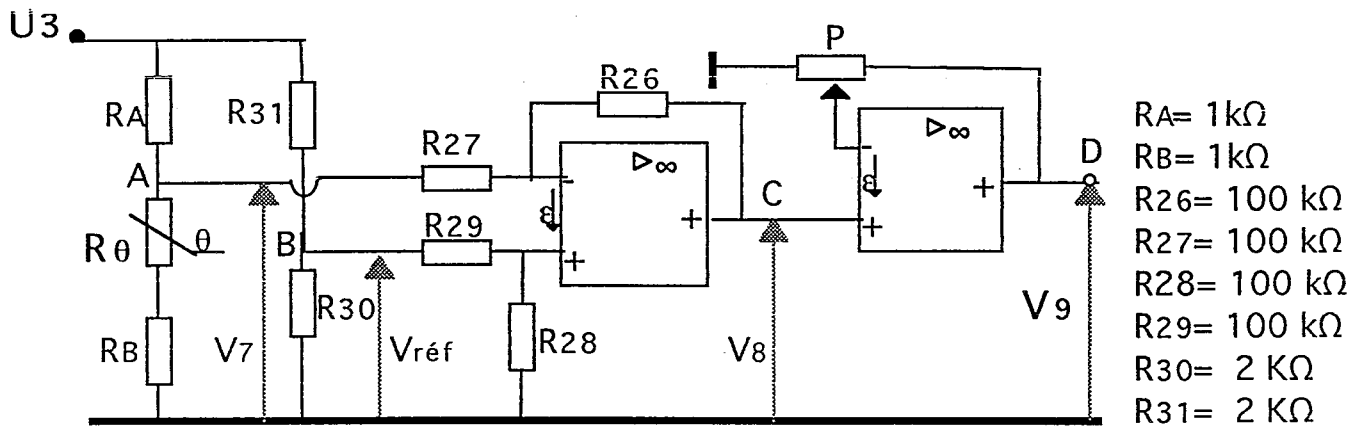 U3
P
RA
R31
R26
R27
▷∞
▷∞
A
D
-
-
ε
ε
+
+
C
Rθ
θ
B
R29
+
+
R30
RB
V7
Vréf
R28
V8
V9
RA= 1kΩ
RB= 1kΩ
R26= 100 kΩ
R27= 100 kΩ
R28= 100 kΩ
R29= 100 kΩ
R30= 2 KΩ
R31= 2 KΩ